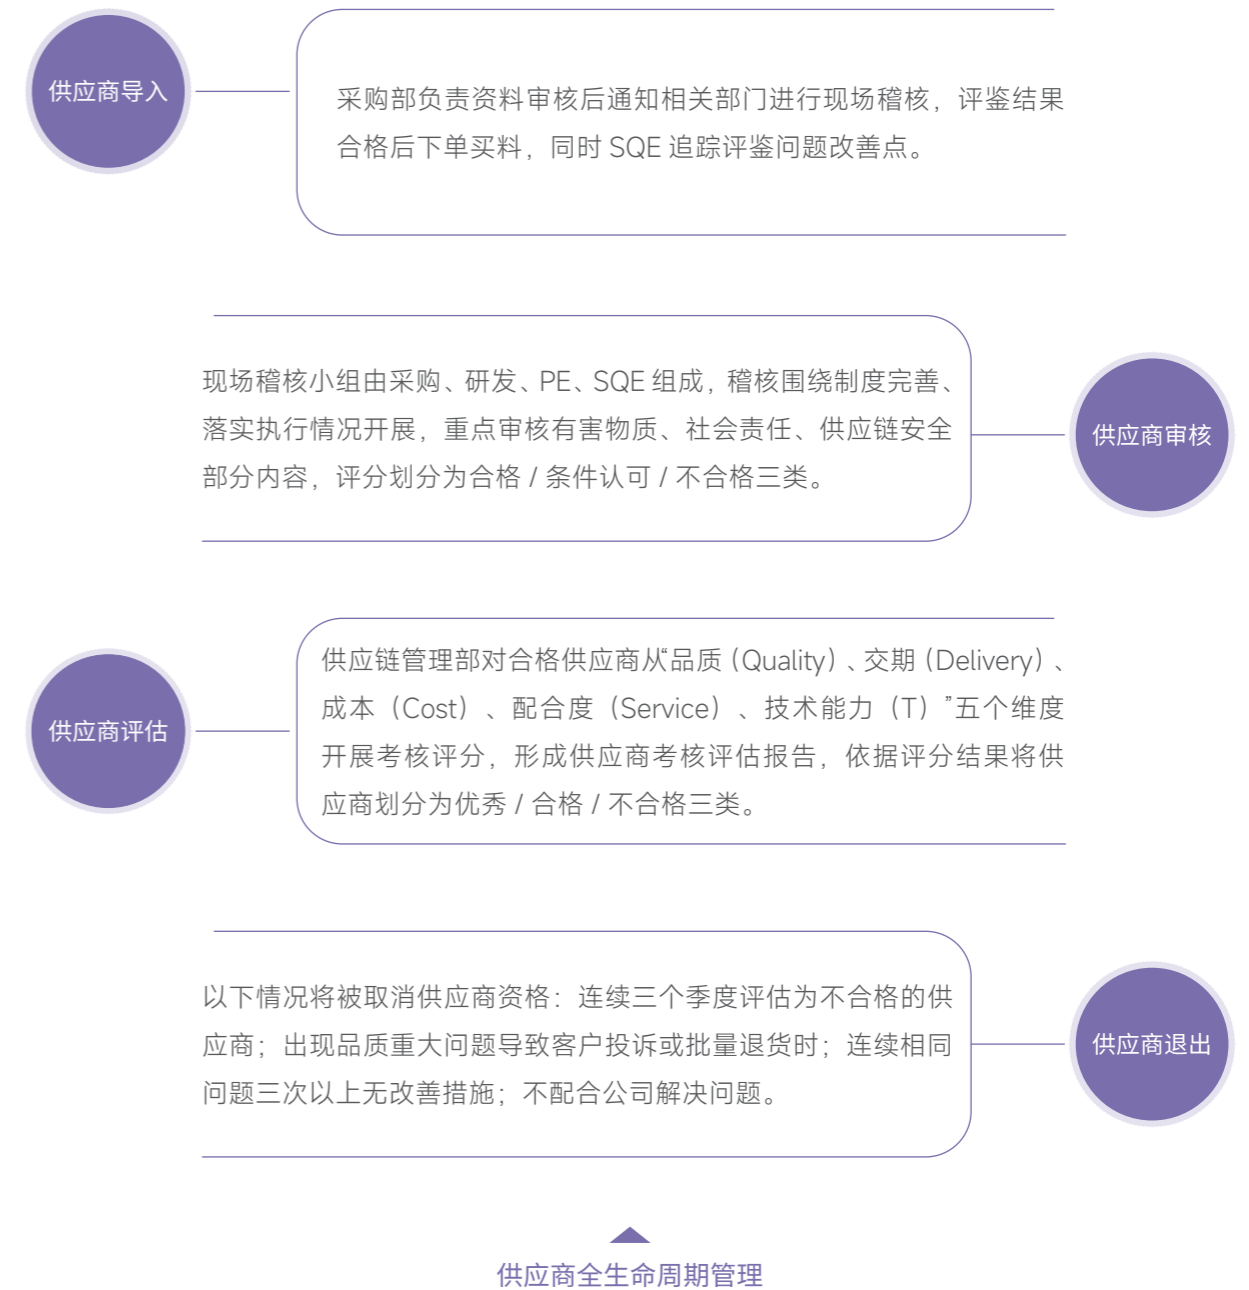 供应商导入
采购部负责资料审核后通知相关部门进行现场稽核，评鉴结果
合格后下单买料，同时 SQE 追踪评鉴问题改善点。
现场稽核小组由采购、研发、PE、SQE 组成，稽核围绕制度完善、
落实执行情况开展，重点审核有害物质、社会责任、供应链安全
部分内容，评分划分为合格 / 条件认可 / 不合格三类。
供应商审核
供应商评估
供应链管理部对合格供应商从“品质（Quality）、交期（Delivery）、
成本（Cost）、配合度（Service）、技术能力（T）”五个维度
开展考核评分，形成供应商考核评估报告，依据评分结果将供
应商划分为优秀 / 合格 / 不合格三类。
以下情况将被取消供应商资格：连续三个季度评估为不合格的供
应商；出现品质重大问题导致客户投诉或批量退货时；连续相同
问题三次以上无改善措施；不配合公司解决问题。
供应商退出
供应商全生命周期管理